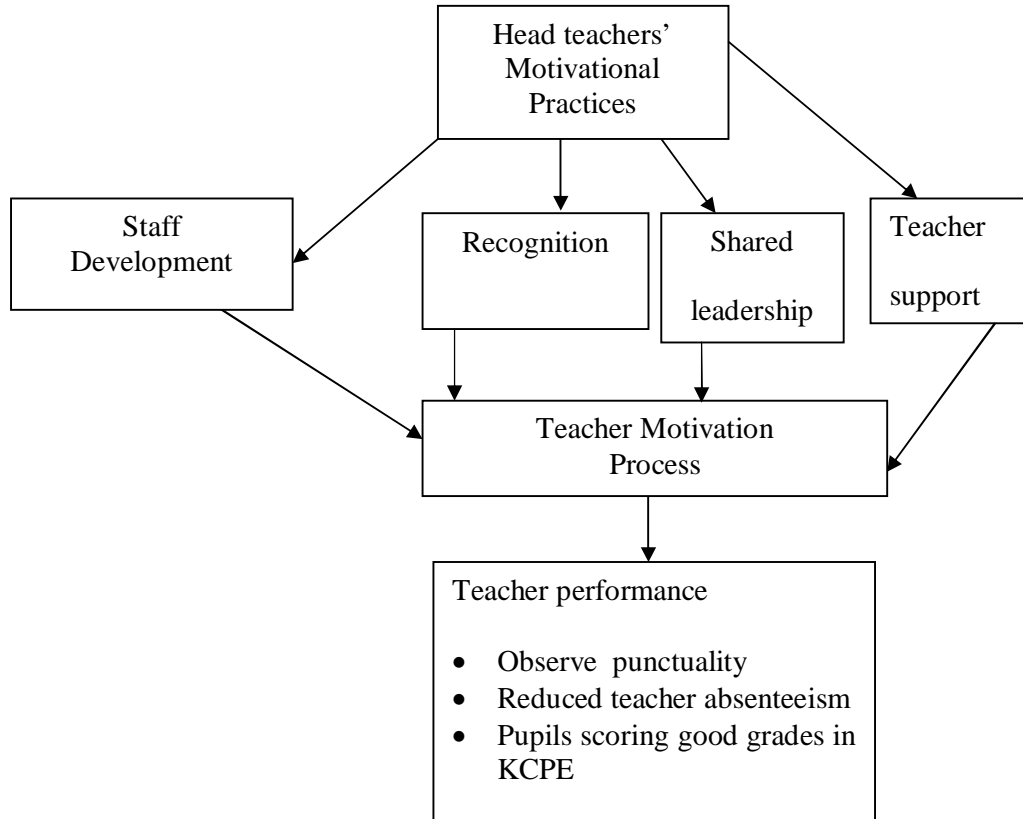 Head teachers’
Motivational
Practices
Staff
Development
Recognition
Shared
leadership
Teacher
support
Teacher Motivation
Process
Teacher performance
• Observe punctuality
• Reduced teacher absenteeism
• Pupils scoring good grades in
KCPE